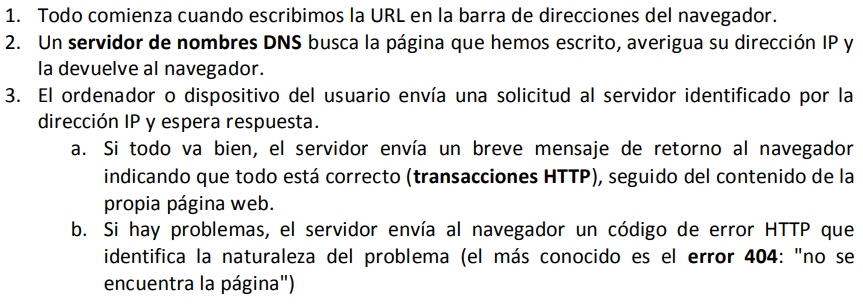 1. Todo comienza cuando escribimos la URL en la barra de direcciones del navegador.
2. Un servidor de nombres DNS busca la página que hemos escrito, averigua su dirección IP y
la devuelve al navegador.
3. El ordenador o dispositivo del usuario envía una solicitud al servidor identificado por la
dirección IP y espera respuesta.
a. Si todo va bien, el servidor envía un breve mensaje de retorno al navegador
indicando que todo está correcto (transacciones HTTP), seguido del contenido de la
propia página web.
b. Si hay problemas, el servidor envía al navegador un código de error HTTP que
identifica la naturaleza del problema (el más conocido es el error 404: "no se
encuentra la página")